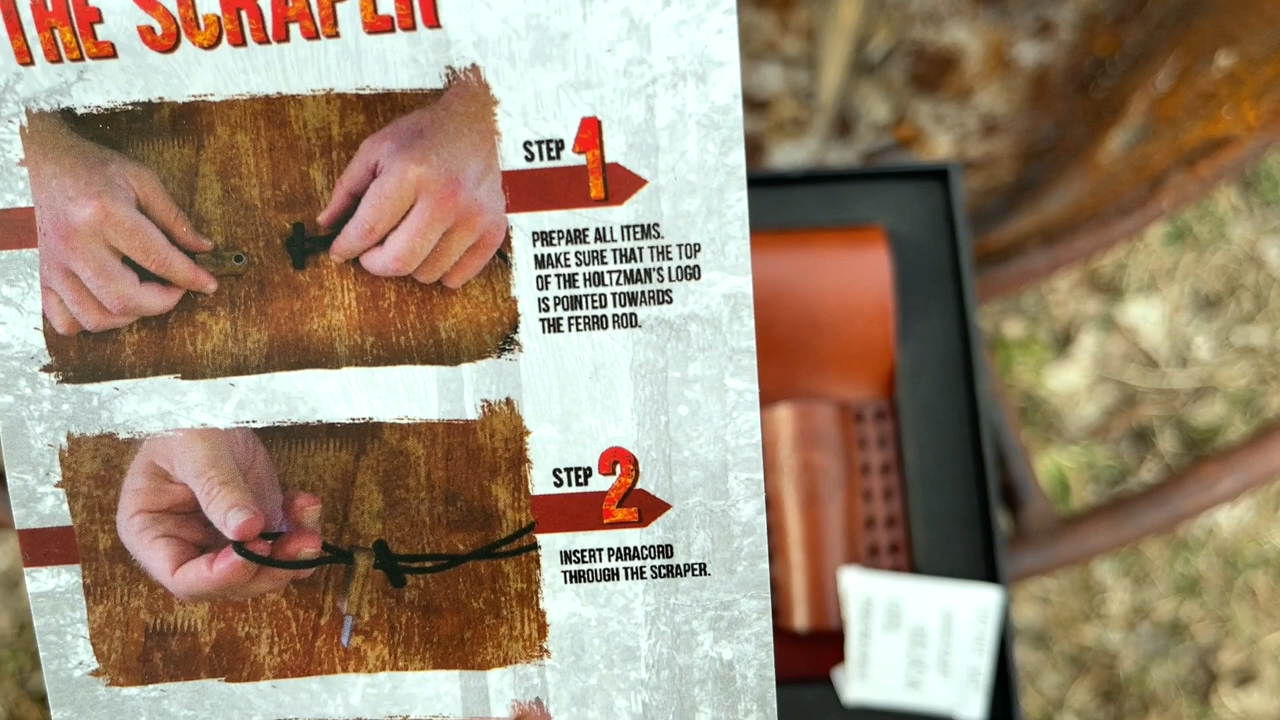 THE SCRAPER
STEP 1
PREPARE ALL ITEMS.
MAKE SURE THAT THE TOP
OF THE HOLTZMAN'S LOGO
IS POINTED TOWARDS
THE FERRO ROD.
STEP 2
INSERT PARACORD
THROUGH THE SCRAPER.